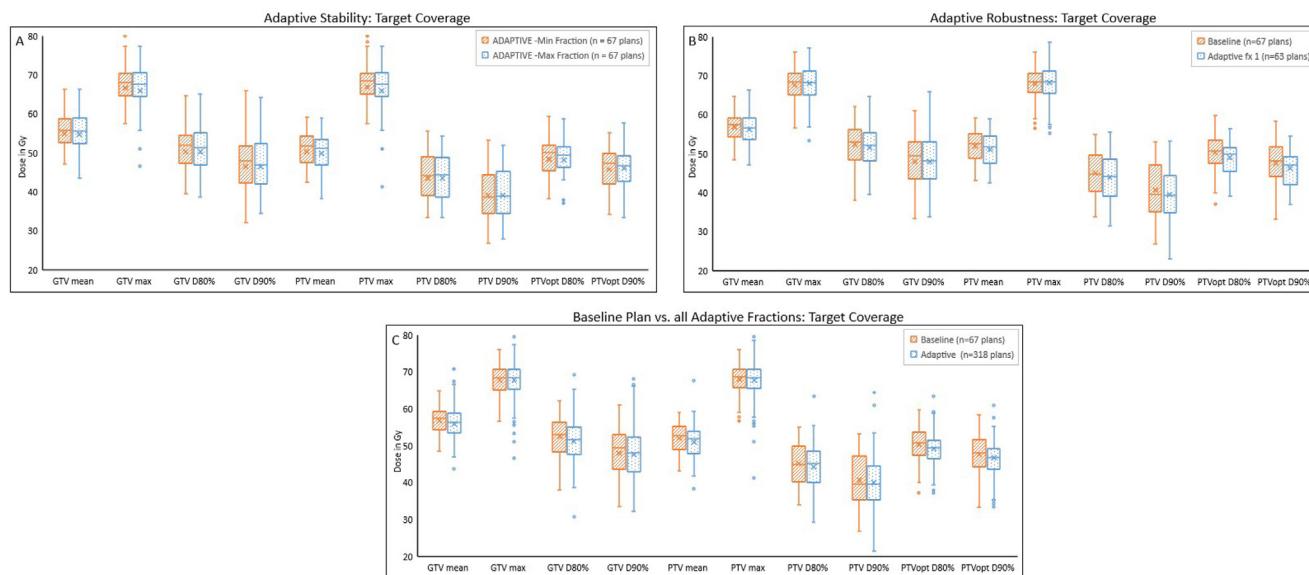 Adaptive Stability: Target Coverage
A
ADAPTIVE -Min Fraction (n = 67 plans)
ADAPTIVE -Max Fraction (n = 67 plans)
80
70
60
50
40
30
20
Dose in Gy
GTV mean GTV max GTV D80% GTV D90% PTV mean PTV max PTV D80% PTV D90% PTVopt D80% PTVopt D90%
Adaptive Robustness: Target Coverage
B
Baseline (n=67 plans)
Adaptive fx 1 (n=63 plans)
80
70
60
50
40
30
20
Dose in Gy
GTV mean GTV max GTV D80% GTV D90% PTV mean PTV max PTV D80% PTV D90% PTVopt D80% PTVopt D90%
Baseline Plan vs. all Adaptive Fractions: Target Coverage
C
Baseline (n=67 plans)
Adaptive (n=318 plans)
80
70
60
50
40
30
20
Dose in Gy
GTV mean GTV max GTV D80% GTV D90% PTV mean PTV max PTV D80% PTV D90% PTVopt D80% PTVopt D90%